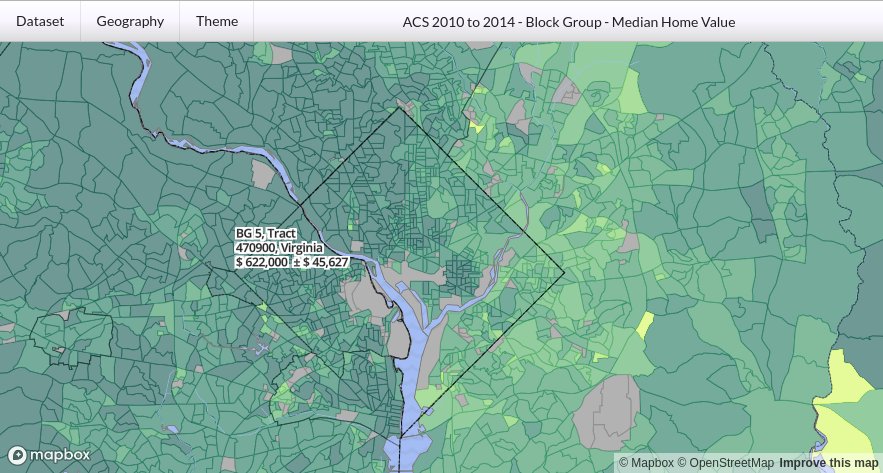 Dataset Geography Theme ACS 2010 to 2014 - Block Group - Median Home Value
BG 5, Tract
470900, Virginia
$ 622,000 ± $ 45,627
mapbox
© Mapbox © OpenStreetMap Improve this map